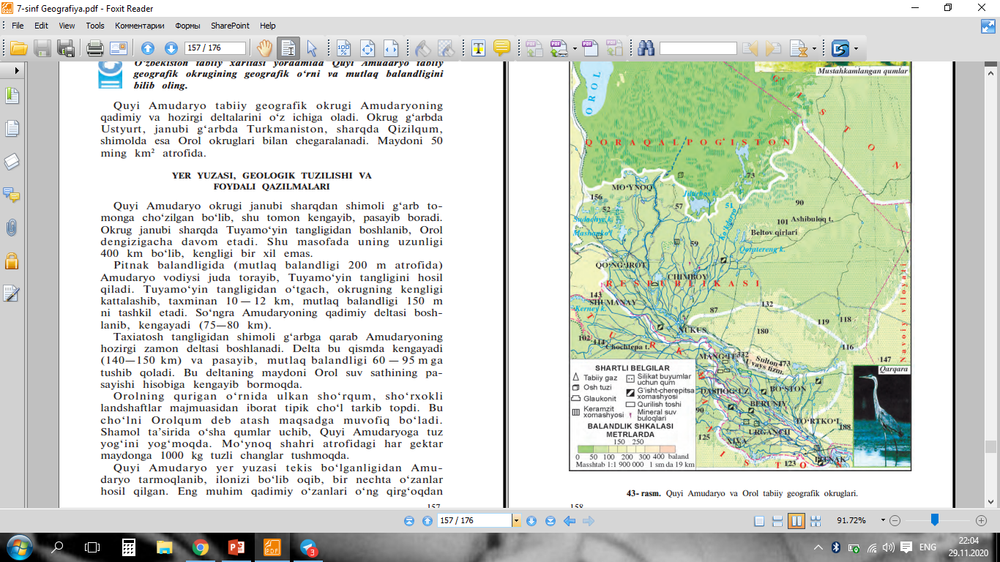 7-sinf Geografiya.pdf - Foxit Reader
File Edit View Tools Комментарии Формы SharePoint Help
157 / 176
O‘zbekiston tabiiy xaritasi yordamida Quyi Amudaryo tabiiy
geografik okrugining geografik o‘rni va mutlaq balandligini
bilib oling.
Quyi Amudaryo tabiiy geografik okrugi Amudaryoning
qadimiy va hozirgi deltalarini o‘z ichiga oladi. Okrug g‘arbda
Ustyurt, janubi g‘arbda Turkmaniston, sharqda Qizilqum,
shimolda esa Orol okruglari bilan chegaralanadi. Maydoni 50
ming km² atrofida.
YER YUZASI, GEOLOGIK TUZILISHI VA
FOYDALI QAZILMALARI
Quyi Amudaryo okrugi janubi sharqdan shimoli g‘arb to-
monga cho‘zilgan bo‘lib, shu tomon kengayib, pasayib boradi.
Okrug janubi sharqda Tuyamo‘yin tangligidan boshlanib, Orol
dengizigacha davom etadi. Shu masofada uning uzunligi
400 km bo‘lib, kengligi bir xil emas.
Pitnak balandligida (mutlaq balandligi 200 m atrofida)
Amudaryo vodiysi juda torayib, Tuyamo‘yin tangligini hosil
qiladi. Tuyamo‘yin tangligidan o‘tgach, okrugning kengligi
kattalashib, taxminan 10 — 12 km, mutlaq balandligi 150 m
ni tashkil etadi. So‘ngra Amudaryoning qadimiy deltasi bosh-
lanib, kengayadi (75—80 km).
Taxiatosh tangligidan shimoli g‘arbga qarab Amudaryoning
hozirgi zamon deltasi boshlanadi. Delta bu qismda kengayadi
(140—150 km) va pasayib, mutlaq balandligi 60 — 95 m ga
tushib qoladi. Bu deltaning maydoni Orol suv sathining pa-
sayishi hisobiga kengayib bormoqda.
Orolning qurigan o‘rnida ulkan sho‘rqum, sho‘rxokli
landshaftlar majmuasidan iborat tipik cho‘l tarkib topdi. Bu
cho‘lni Orolqum deb atash maqsadga muvofiq bo‘ladi.
Shamol ta’sirida o‘sha qumlar uchib, Quyi Amudaryoga tuz
yog‘ini yog‘moqda. Mo‘ynoq shahri atrofidagi har gektar
maydonga 1000 kg tuzli changlar tushmoqda.
Quyi Amudaryo yer yuzasi tekis bo‘lganligidan Amu-
daryo tarmoqlanib, ilonizi bo‘lib oqib, bir nechta o‘zanlar
hosil qilgan. Eng muhim qadimiy o‘zanlari o‘ng qirg‘oqdan
157
Mustahkamlangan qumlar
OROL
QORAQALPOG‘ISTON
73
MO‘YNOQ
156
52
57
Jiltirbos k.
51
90
Sudachye k.
101 Ashibuloq t.
Ko‘kdaryo
Beltov qirlari
59
Qoratereng k.
QO‘NG‘IROT
CHIMBOY
RESPUBLIKASI
143
SHUMANAY
132
87
119
118
NUKUS
180
102
114
Chochtepa t.
116
147
Navoiy viloyati
MANG‘IT
332
Sulton
Uvays tizm.
473
Qarqara
DASHOG‘UZ
BO‘STON
90
BERUNIY
TO‘RTKO‘L
188
URGANCH
125
XIVA
123
PITNAK
SHARTLI BELGILAR
Tabiiy gaz
Osh tuzi
Glaukonit
Keramzit
xomashyosi
Silikat buyumlar
uchun qum
G‘isht-cherepitsa
xomashyosi
Qurilish toshi
Mineral suv
buloqlari
BALANDLIK SHKALASI
METRLARDA
150 250
0 50 100 200 300 400 baland
Masshtab 1:1 900 000 1 sm da 19 km
43- rasm. Quyi Amudaryo va Orol tabiiy geografik okruglari.
158
157 / 176
91.72%
3
ENG
22:04
29.11.2020